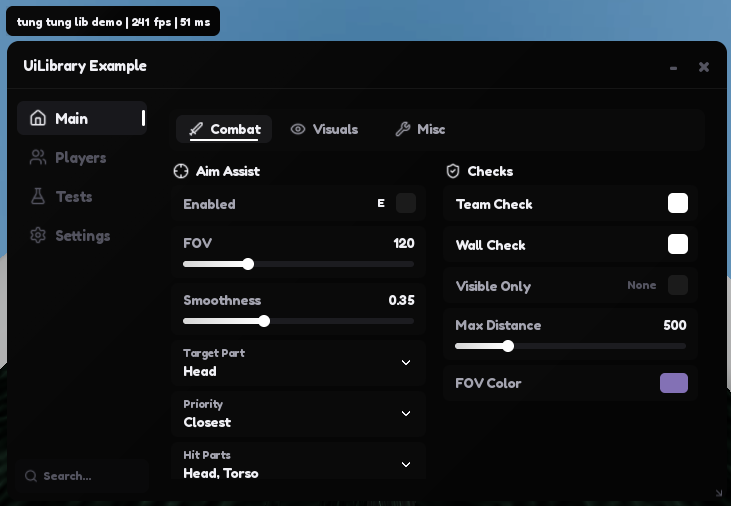 tung tung lib demo | 241 fps | 51 ms
UiLibrary Example
Main
Players
Tests
Settings
Search...
Combat
Visuals
Misc
Aim Assist
Enabled
E
FOV
120
Smoothness
0.35
Target Part
Head
Priority
Closest
Hit Parts
Head, Torso
Checks
Team Check
Wall Check
Visible Only
None
Max Distance
500
FOV Color